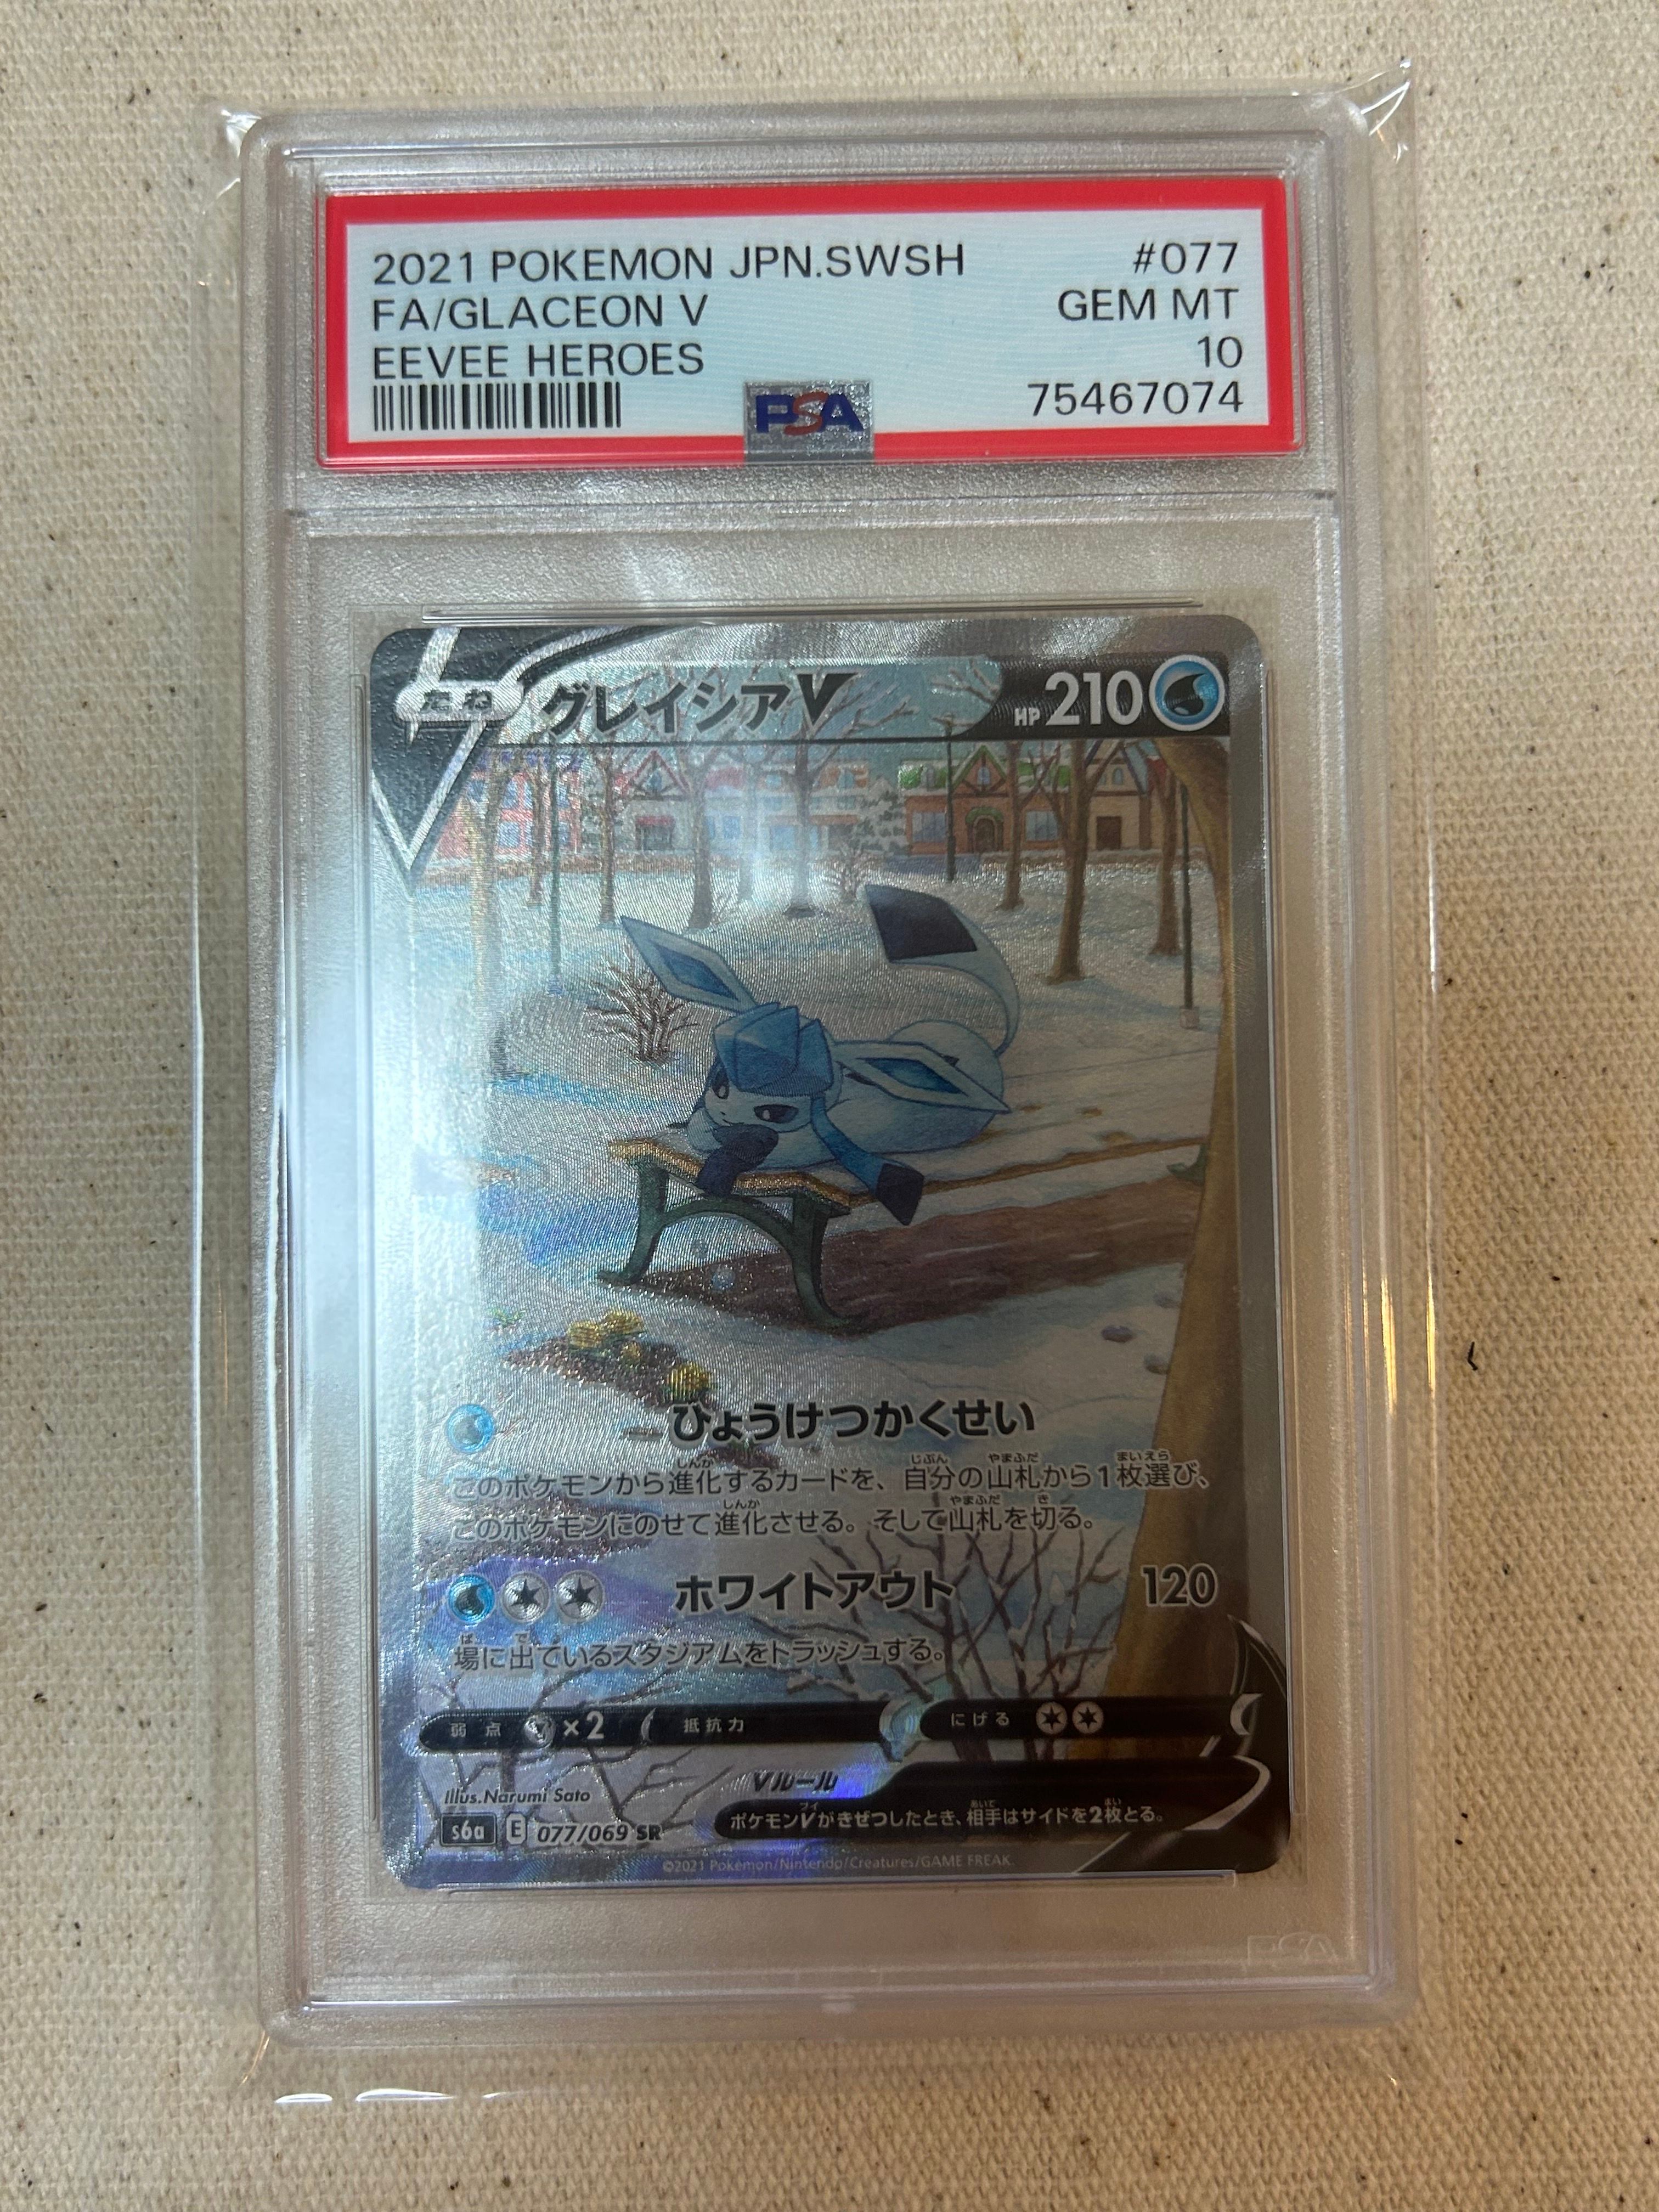 2021 POKEMON JPN.SWSH #077
FA/GLACEON V GEM MT
EEVEE HEROES 10
PSA 75467074
たね グレイシアV HP 210
ひょうけつかくせい
このポケモンから進化するカードを、自分の山札から1枚選び、
このポケモンにのせて進化させる。そして山札を切る。
ホワイトアウト 120
場に出ているスタジアムをトラッシュする。
弱点 ×2 抵抗力 にげる
Illus.Narumi Sato
Vルール
ポケモンVがきぜつしたとき、相手はサイドを2枚とる。
s6a E 077/069 SR
©2021 Pokémon/Nintendo/Creatures/GAME FREAK.
PSA